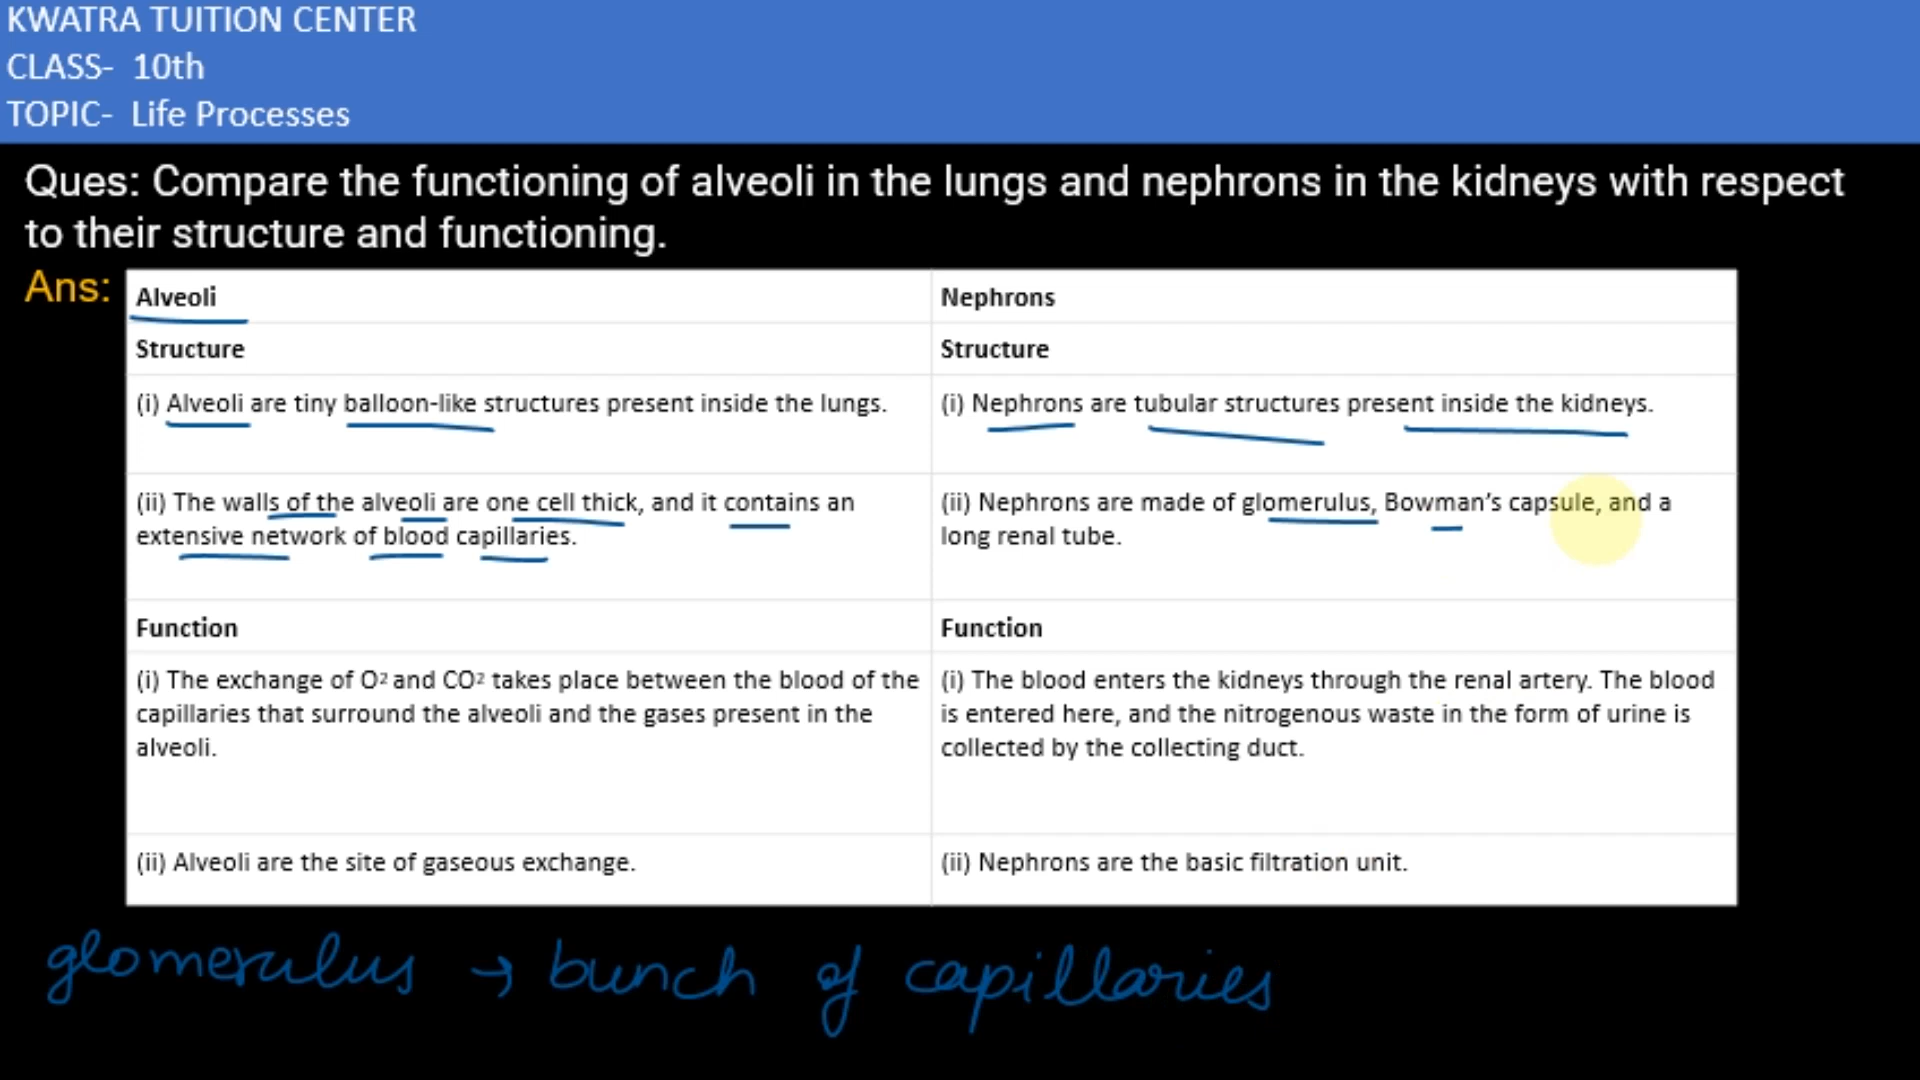 KWATRA TUITION CENTER
CLASS- 10th
TOPIC- Life Processes
Ques: Compare the functioning of alveoli in the lungs and nephrons in the kidneys with respect
to their structure and functioning.
Ans:
Alveoli
Nephrons
Structure
Structure
(i) Alveoli are tiny balloon-like structures present inside the lungs.
(i) Nephrons are tubular structures present inside the kidneys.
(ii) The walls of the alveoli are one cell thick, and it contains an
extensive network of blood capillaries.
(ii) Nephrons are made of glomerulus, Bowman's capsule, and a
long renal tube.
Function
Function
(i) The exchange of O2 and CO2 takes place between the blood of the
capillaries that surround the alveoli and the gases present in the
alveoli.
(i) The blood enters the kidneys through the renal artery. The blood
is entered here, and the nitrogenous waste in the form of urine is
collected by the collecting duct.
(ii) Alveoli are the site of gaseous exchange.
(ii) Nephrons are the basic filtration unit.
glomerulus → bunch of capillaries